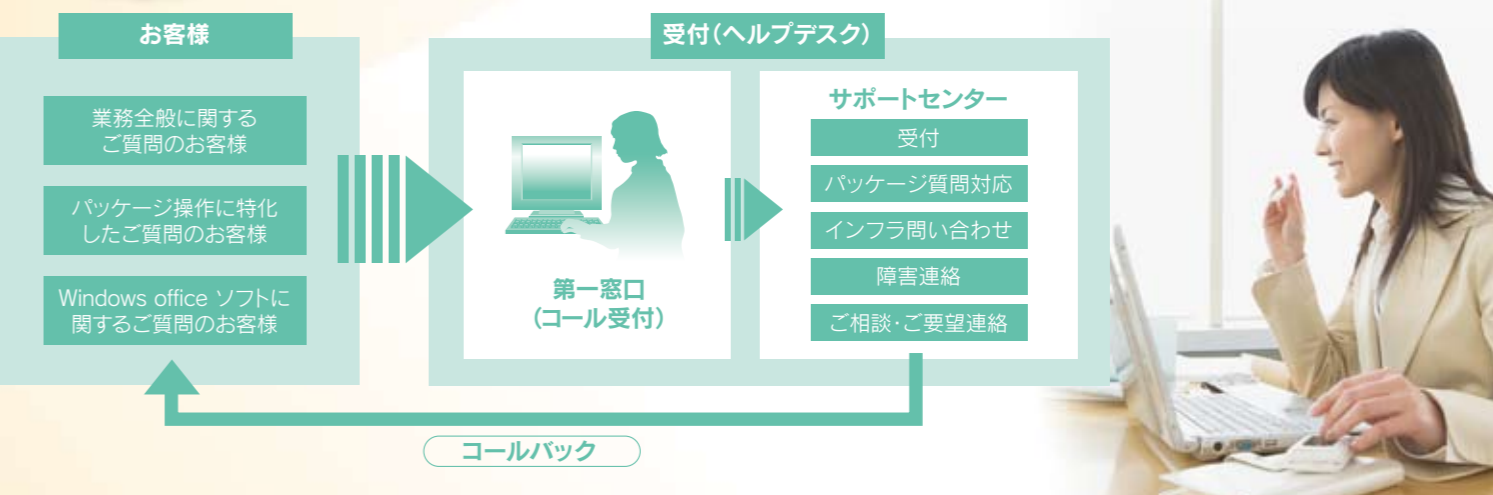 お客様
業務全般に関する
ご質問のお客様
パッケージ操作に特化
したご質問のお客様
Windows office ソフトに
関するご質問のお客様
受付(ヘルプデスク)
第一窓口
(コール受付)
サポートセンター
受付
パッケージ質問対応
インフラ問い合わせ
障害連絡
ご相談・ご要望連絡
コールバック